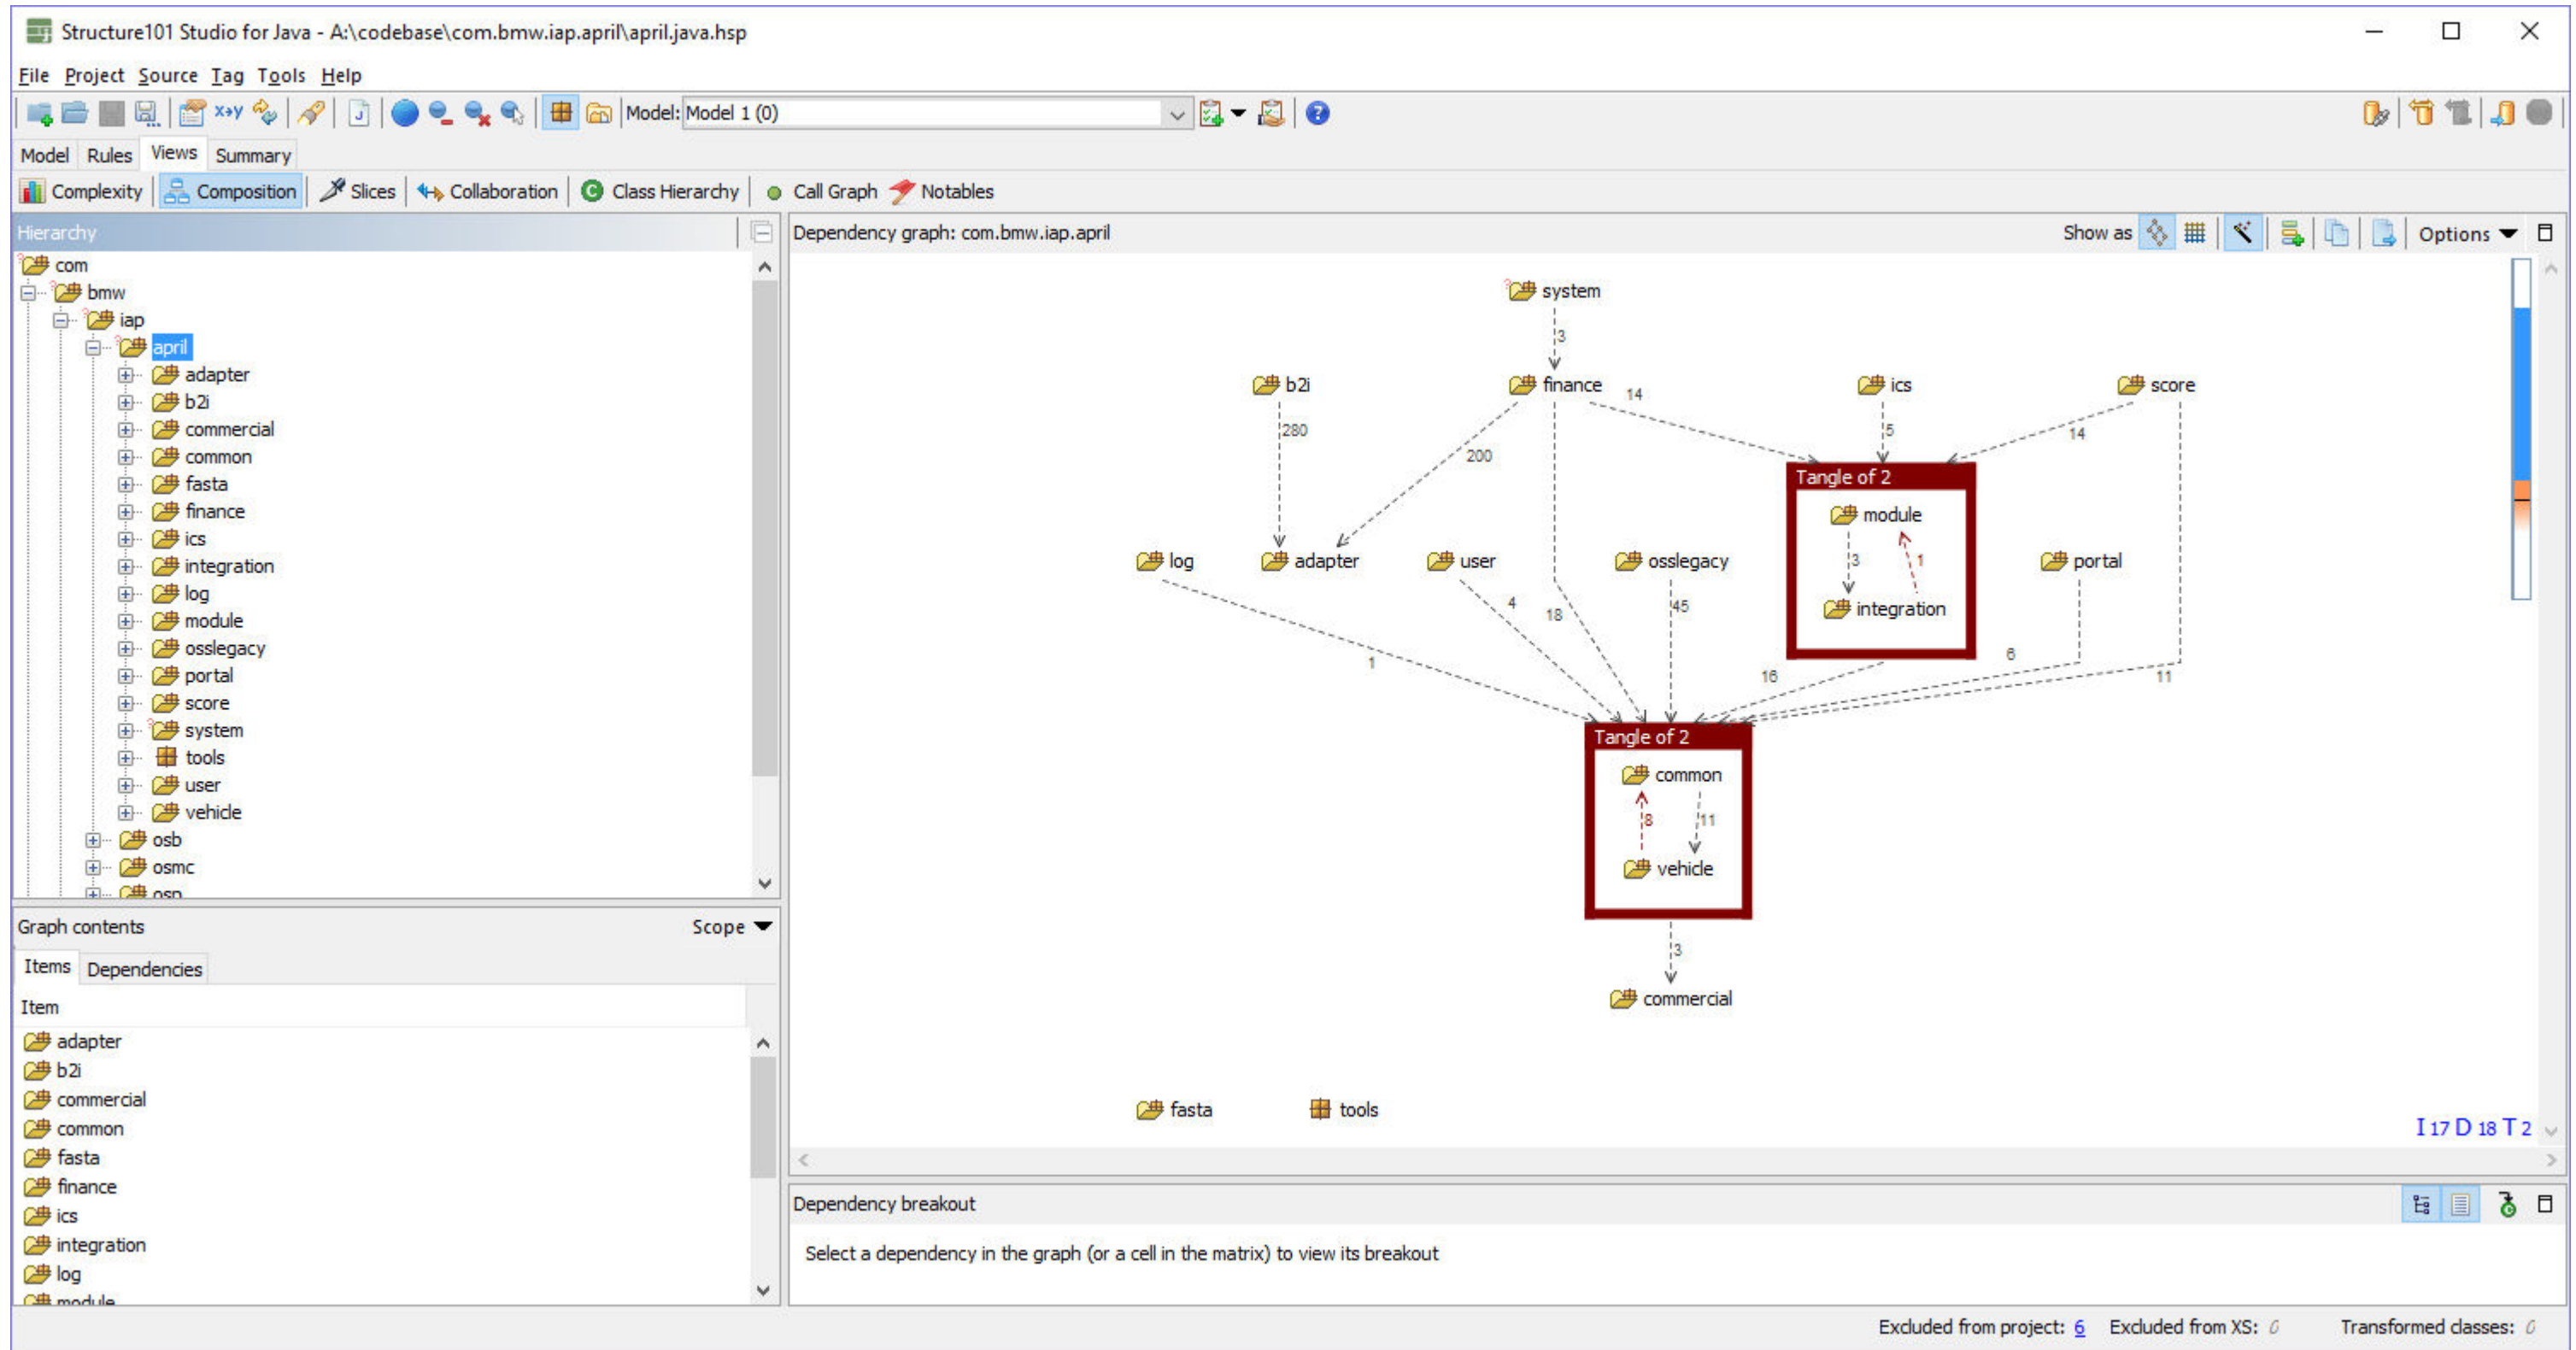 Structure101 Studio for Java - A:\codebase\com.bmw.iap.april\april.java.hsp
File Project Source Tag Tools Help
x+y Model: Model 1 (0)
Model Rules Views Summary
Complexity Composition Slices Collaboration Class Hierarchy Call Graph Notables
Hierarchy
com
bmw
iap
april
adapter
b2i
commercial
common
fasta
finance
ics
integration
log
module
osslegacy
portal
score
system
tools
user
vehicle
osb
osmc
osp
Graph contents Scope
Items Dependencies
Item
adapter
b2i
commercial
common
fasta
finance
ics
integration
log
module
Dependency graph: com.bmw.iap.april Show as Options
system
3
b2i finance 14 ics score
280 200 5 14
Tangle of 2
module
3 1
integration
log adapter user osslegacy portal
1 4 18 45 16 6 11
Tangle of 2
common
8 11
vehicle
3
commercial
fasta tools
I 17 D 18 T 2
Dependency breakout
Select a dependency in the graph (or a cell in the matrix) to view its breakout
Excluded from project: 6 Excluded from XS: 0 Transformed classes: 0